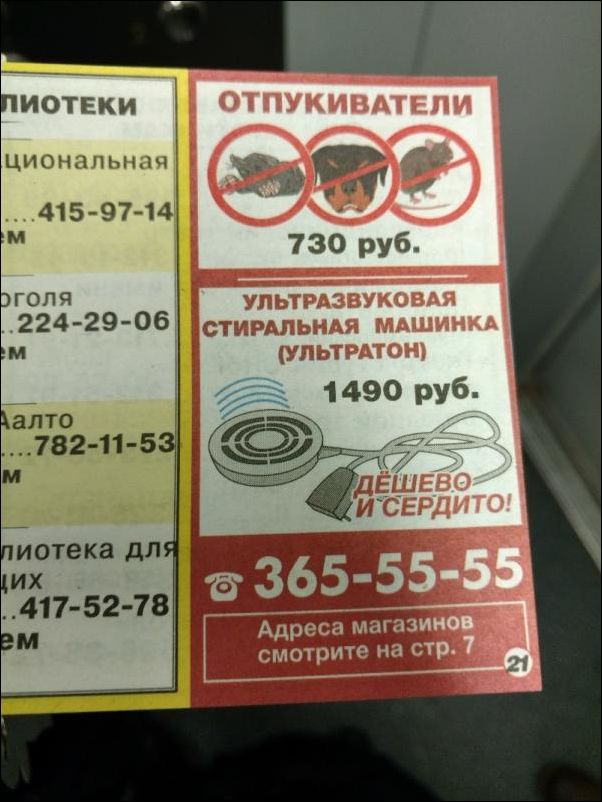 ЛИОТЕКИ
циональная
....415-97-14
ем
оголя
..224-29-06
ем
Аалто
....782-11-53
м
лиотека для
щих
...417-52-78
ем
ОТПУКИВАТЕЛИ
730 руб.
УЛЬТРАЗВУКОВАЯ
СТИРАЛЬНАЯ МАШИНКА
(УЛЬТРАТОН)
1490 руб.
ДЁШЕВО
И СЕРДИТО!
365-55-55
Адреса магазинов
смотрите на стр. 7
21